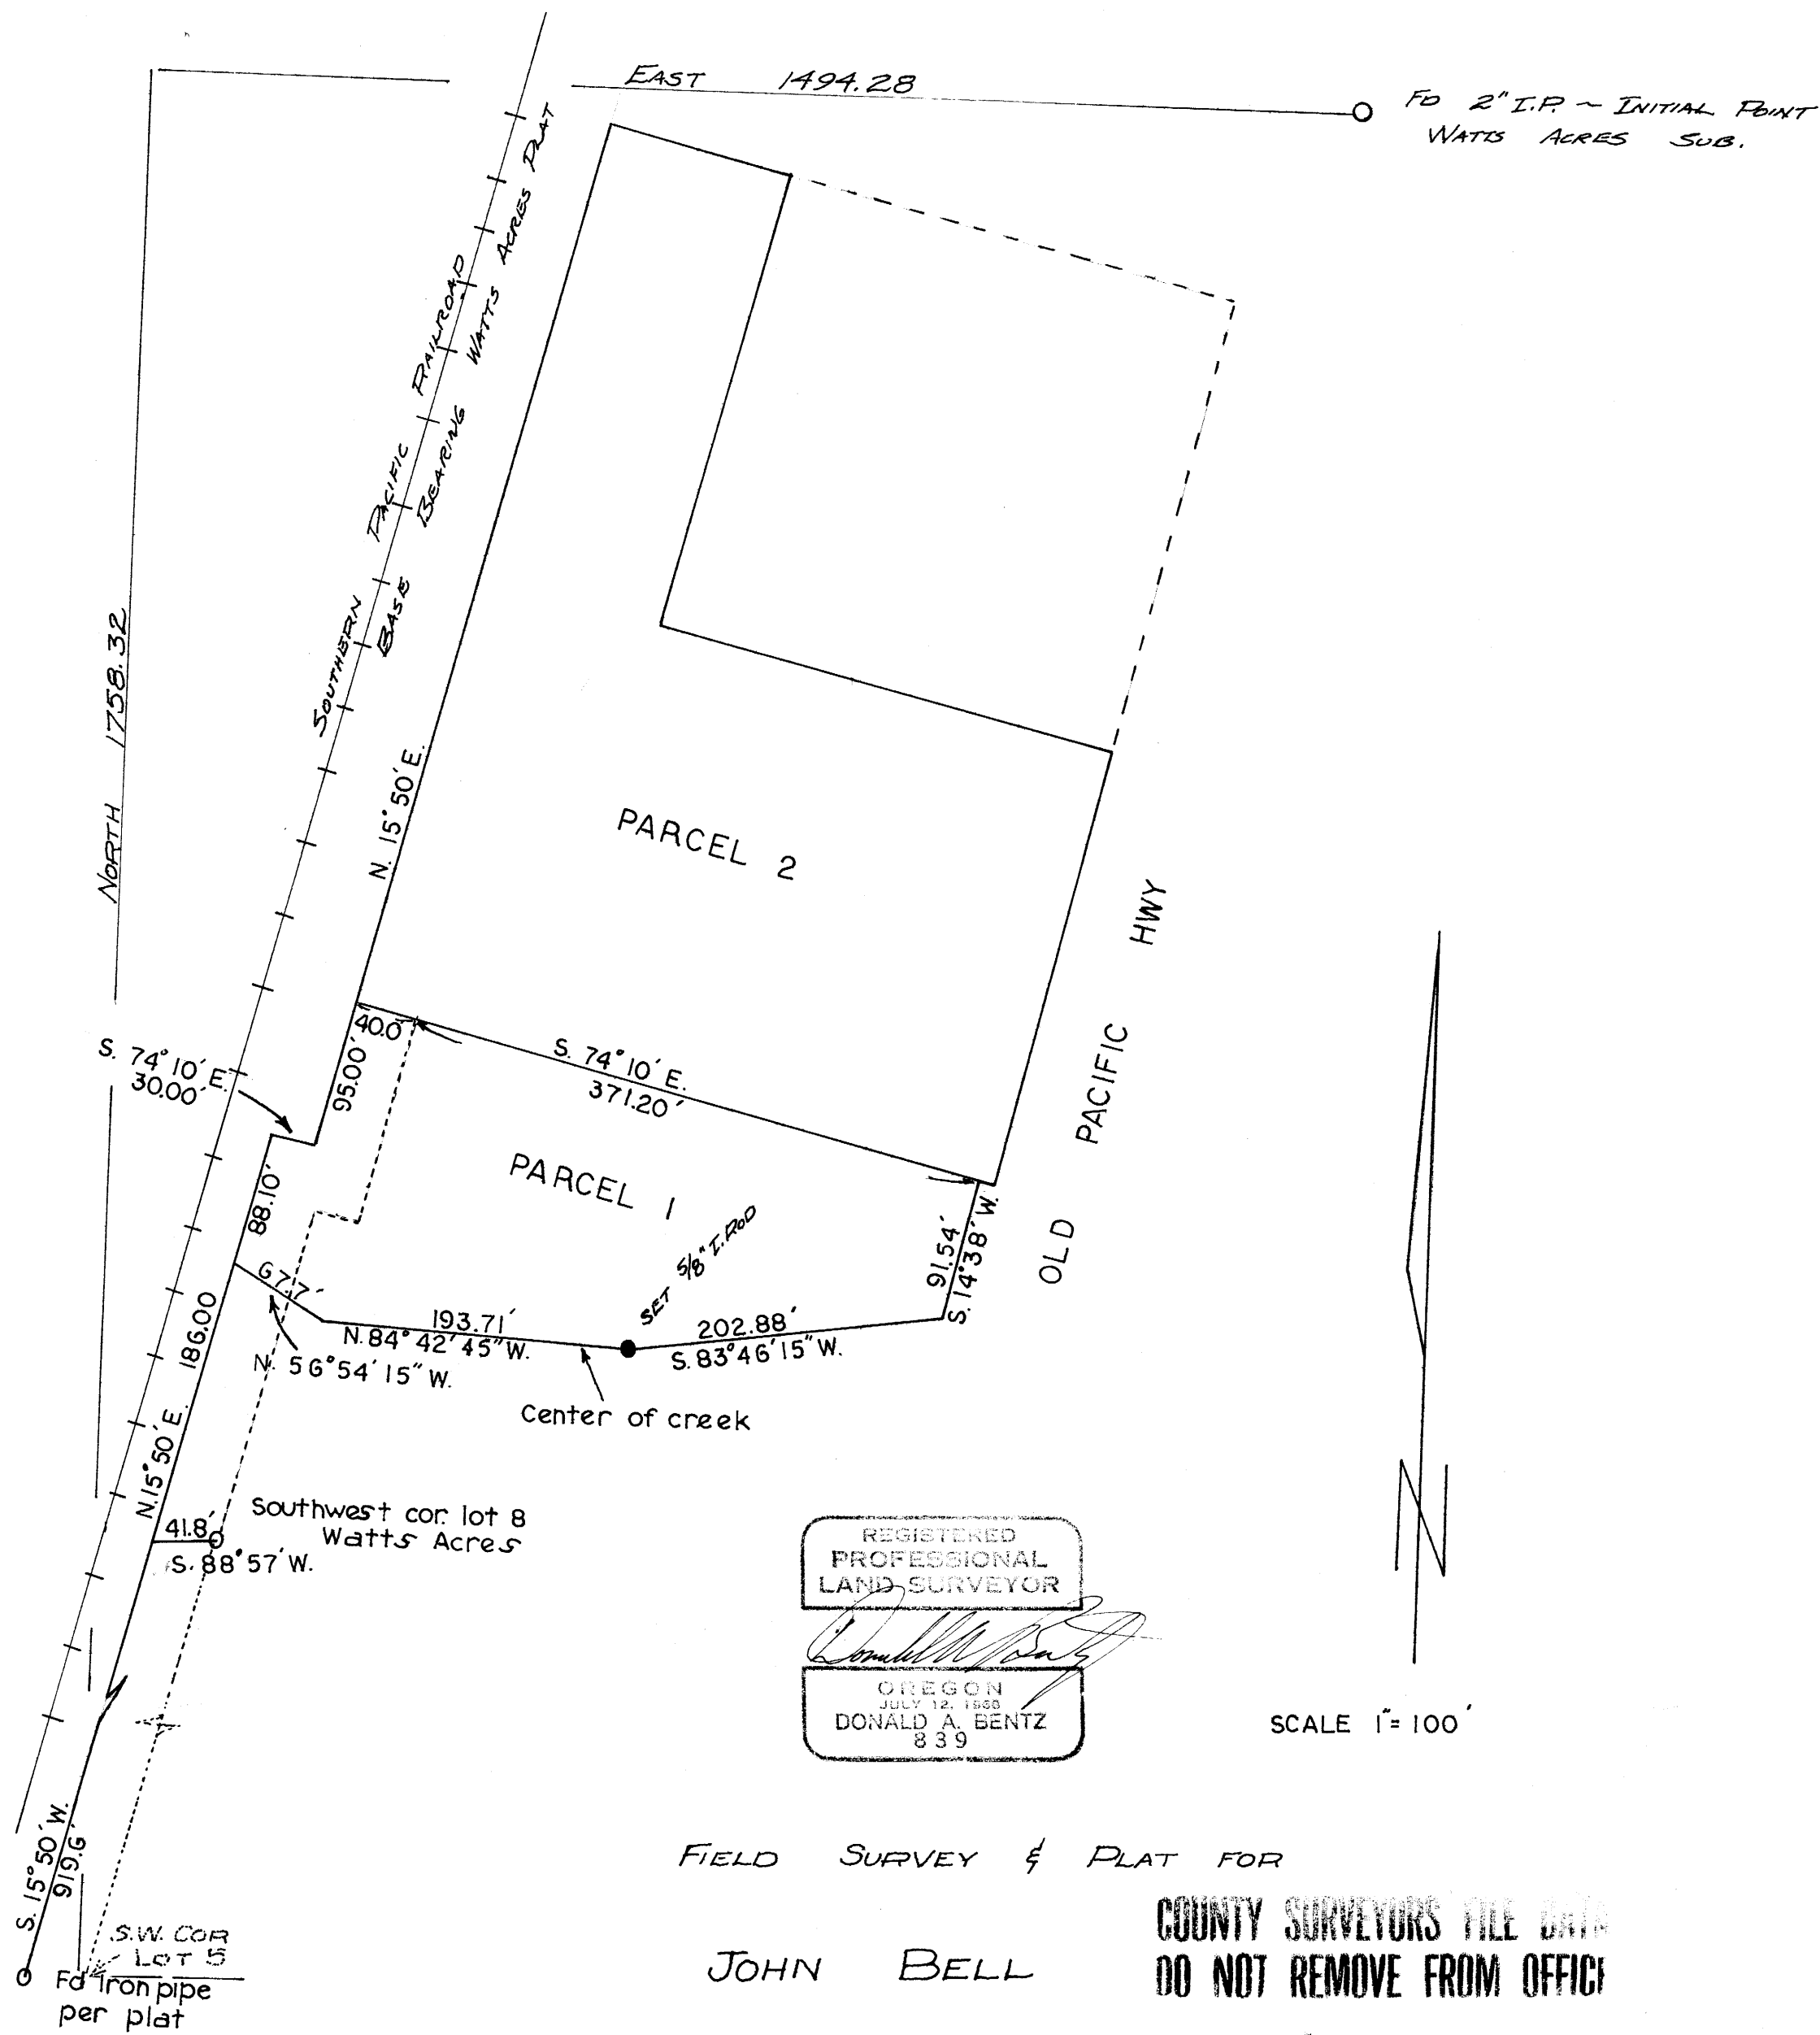 EAST 1494.28
FD 2" I.P. ~ INITIAL POINT
WATTS ACRES SUB.
NORTH 1758.32
SOUTHERN PACIFIC RAILROAD
BASE BEARING WATTS ACRES PLAT
N. 15° 50' E.
PARCEL 2
OLD PACIFIC HWY
40.0'
S. 74° 10' E.
371.20'
S. 74° 10' E.
30.00'
95.00'
88.10'
PARCEL 1
SET 5/8" I. ROD
91.54'
S. 14° 38' W.
67.7'
193.71'
N. 84° 42' 45" W.
202.88'
S. 83° 46' 15" W.
N. 56° 54' 15" W.
Center of creek
N. 15° 50' E. 186.00
41.8'
S. 88° 57' W.
Southwest cor. lot 8
Watts Acres
N
REGISTERED
PROFESSIONAL
LAND SURVEYOR
OREGON
JULY 12, 1968
DONALD A. BENTZ
839
SCALE 1" = 100'
S. 15° 50' W.
919.6'
S.W. COR
LOT 5
Fd Iron pipe
per plat
FIELD SURVEY & PLAT FOR
JOHN BELL
COUNTY SURVEYORS FILE DATA
DO NOT REMOVE FROM OFFICE